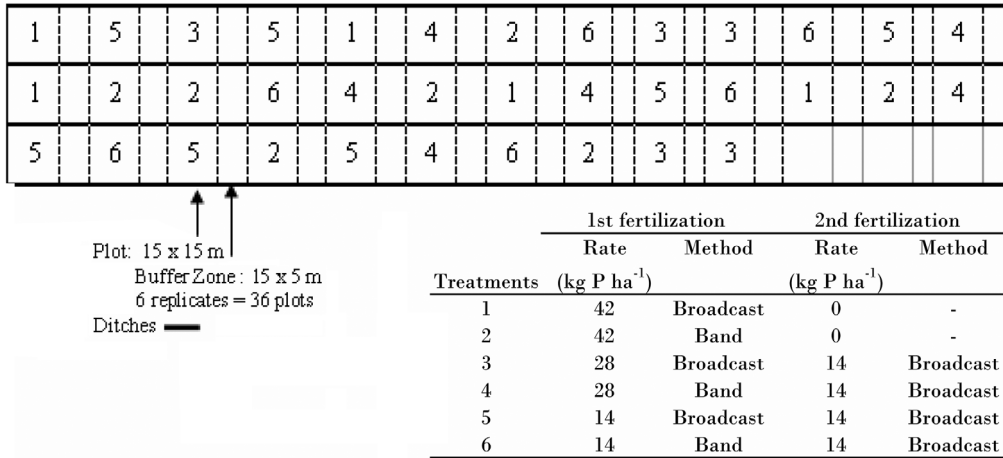 1 5 3 5 1 4 2 6 3 3 6 5 4
1 2 2 6 4 2 1 4 5 6 1 2 4
5 6 5 2 5 4 6 2 3 3
Plot: 15 x 15 m
Buffer Zone: 15 x 5 m
6 replicates = 36 plots
Ditches
1st fertilization 2nd fertilization
Rate Method Rate Method
Treatments (kg P ha-1) (kg P ha-1)
1 42 Broadcast 0 -
2 42 Band 0 -
3 28 Broadcast 14 Broadcast
4 28 Band 14 Broadcast
5 14 Broadcast 14 Broadcast
6 14 Band 14 Broadcast